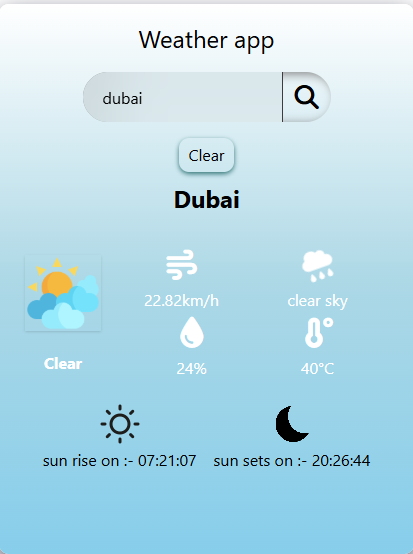 Weather app
dubai
Clear
Dubai
22.82km/h
clear sky
Clear
24%
40°C
sun rise on :- 07:21:07
sun sets on :- 20:26:44